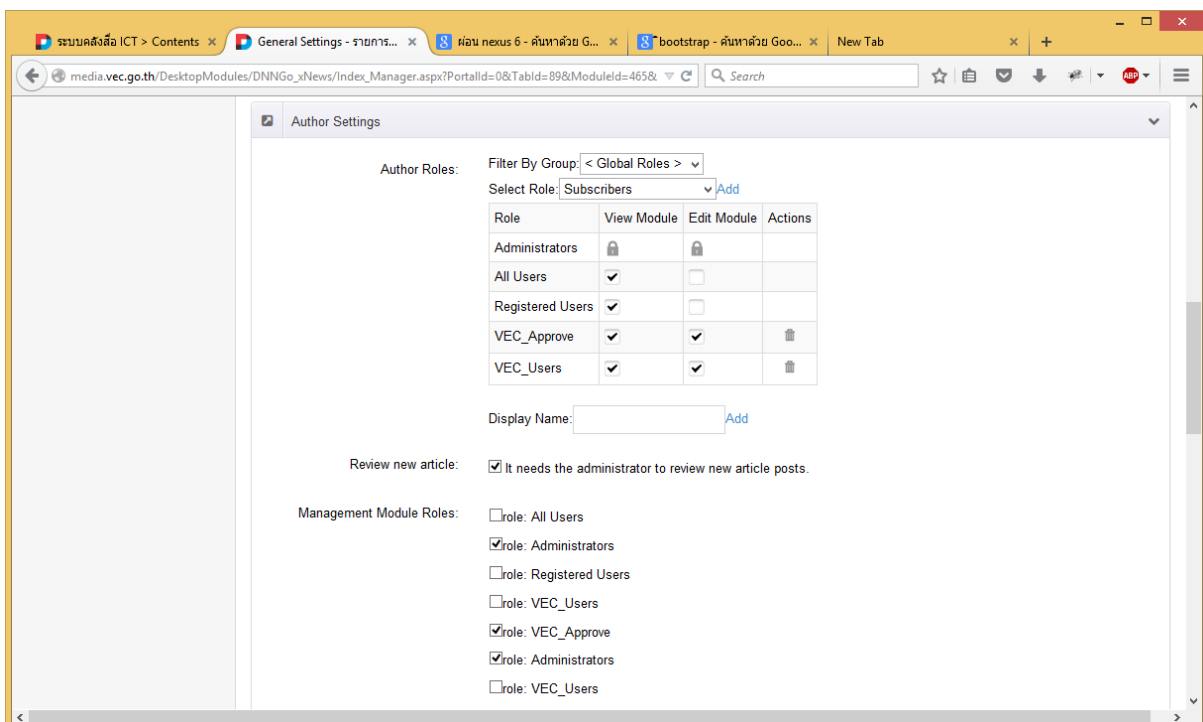 ระบบคลังสื่อ ICT > Contents
General Settings - รายการ...
ผ่อน nexus 6 - ค้นหาด้วย G...
bootstrap - ค้นหาด้วย Goo...
New Tab
media.vec.go.th/DesktopModules/DNNGo_xNews/Index_Manager.aspx?PortalId=0&TabId=89&ModuleId=465&
Search
ABP
Author Settings
Author Roles:
Filter By Group: < Global Roles >
Select Role: Subscribers Add
Role View Module Edit Module Actions
Administrators
All Users
Registered Users
VEC_Approve
VEC_Users
Display Name: Add
Review new article: It needs the administrator to review new article posts.
Management Module Roles: role: All Users
role: Administrators
role: Registered Users
role: VEC_Users
role: VEC_Approve
role: Administrators
role: VEC_Users